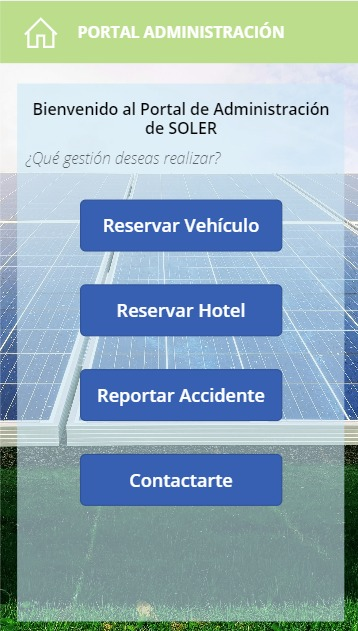 PORTAL ADMINISTRACIÓN
Bienvenido al Portal de Administración
de SOLER
¿Qué gestión deseas realizar?
Reservar Vehículo
Reservar Hotel
Reportar Accidente
Contactarte